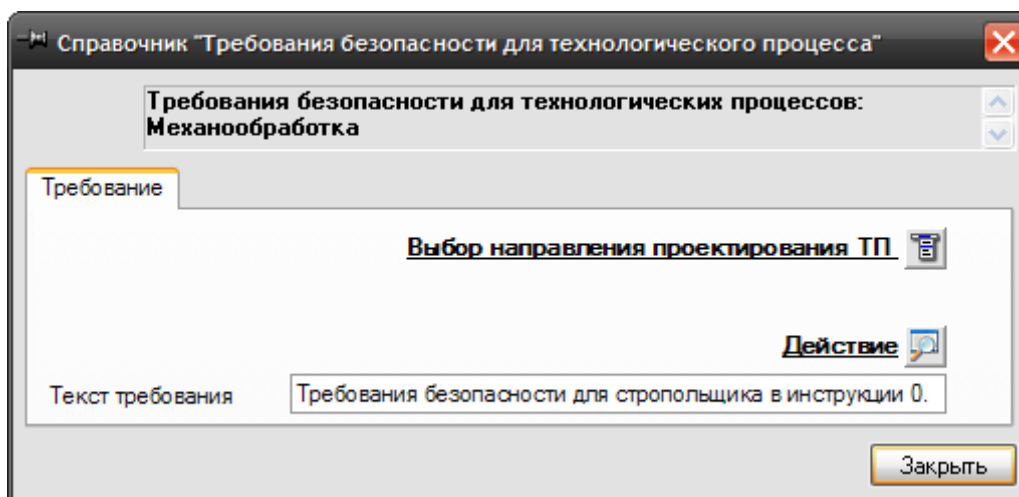 Справочник "Требования безопасности для технологического процесса"
Требования безопасности для технологических процессов:
Механообработка
Требование
Выбор направления проектирования ТП
Действие
Текст требования Требования безопасности для стропольщика в инструкции 0.
Закрыть